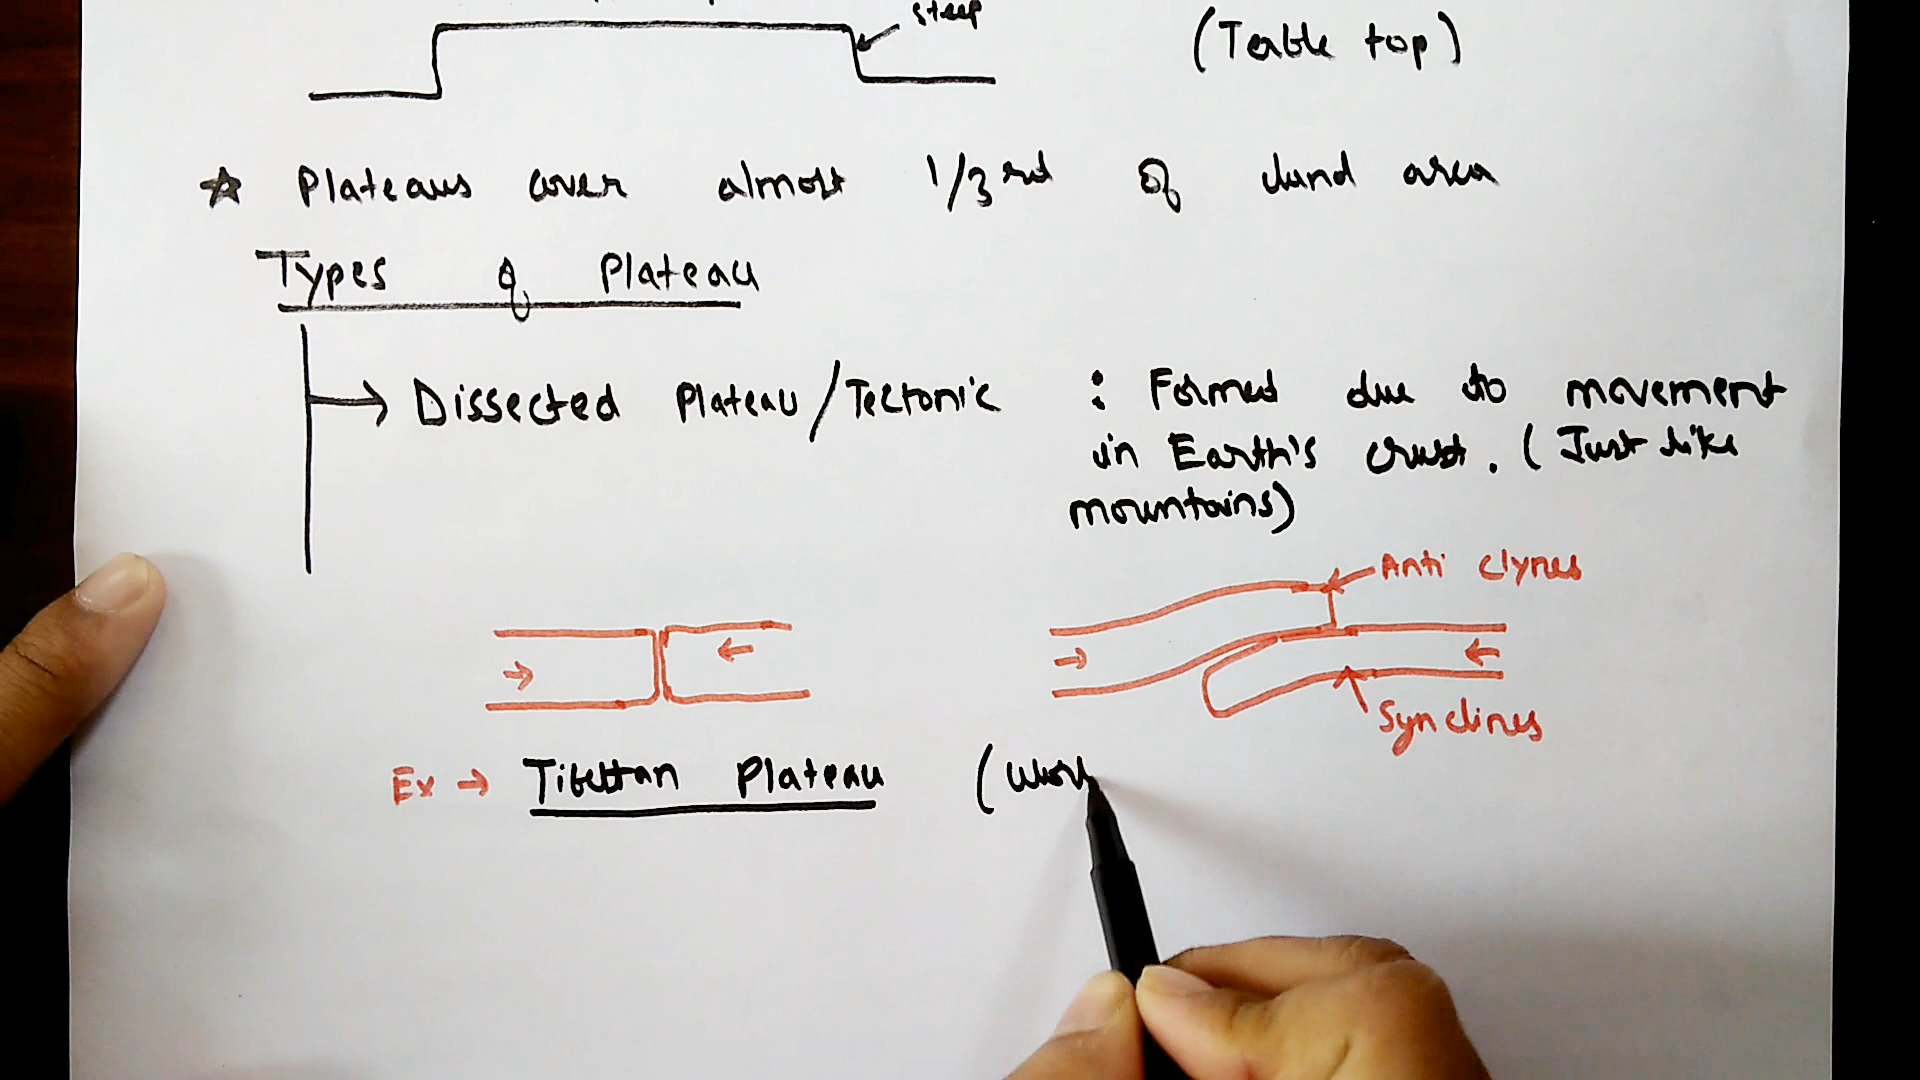 steep
(Table top)
☆ Plateaus cover almost 1/3rd of land area
Types of Plateau
→ Dissected Plateau/Tectonic : Formed due to movement
in Earth's crust. (Just like
mountains)
Anti clynes
→ ← → ←
Synclines
Ex → Tibettan Plateau (Worl